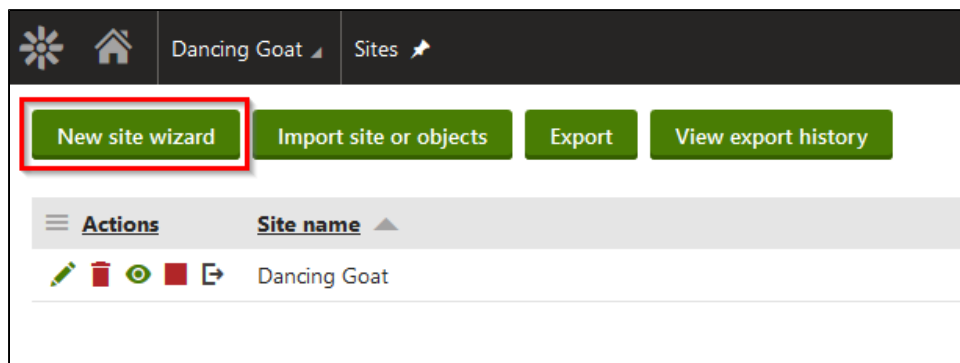 Dancing Goat Sites
New site wizard Import site or objects Export View export history
Actions Site name
Dancing Goat